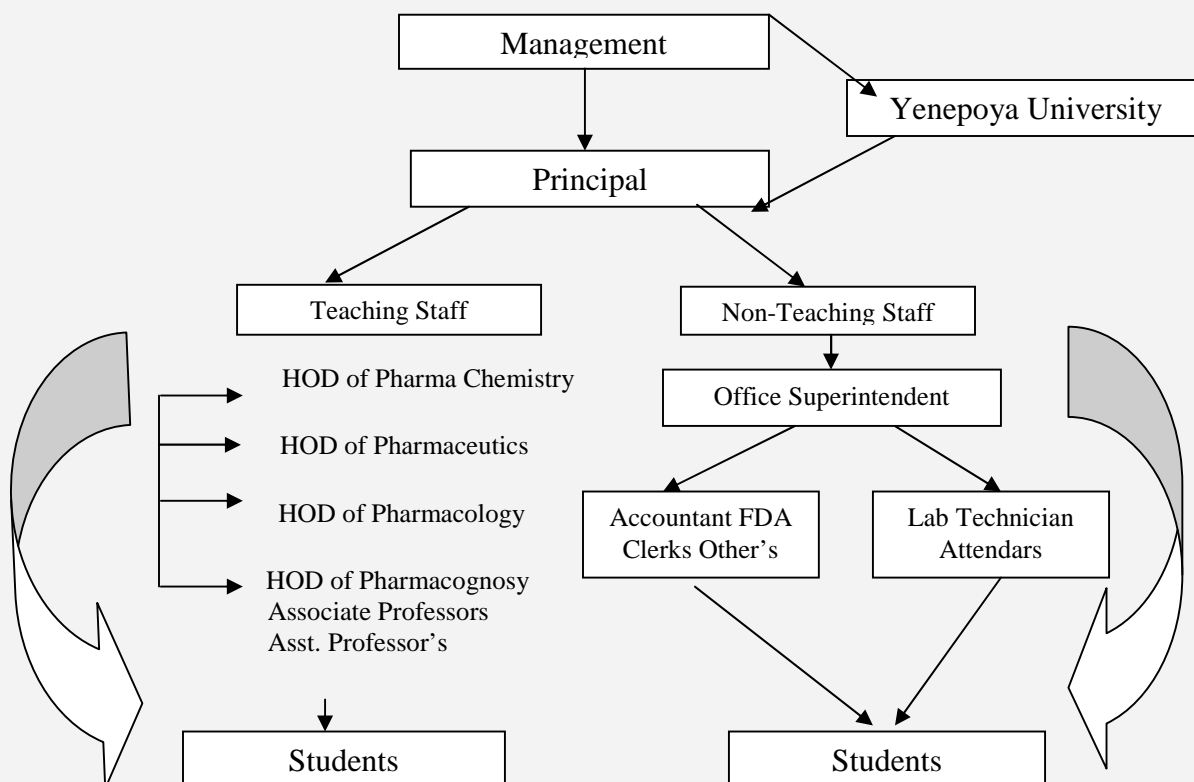 Management
Yenepoya University
Principal
Teaching Staff
Non-Teaching Staff
HOD of Pharma Chemistry
HOD of Pharmaceutics
HOD of Pharmacology
HOD of Pharmacognosy
Associate Professors
Asst. Professor’s
Office Superintendent
Accountant FDA
Clerks Other’s
Lab Technician
Attendars
Students
Students